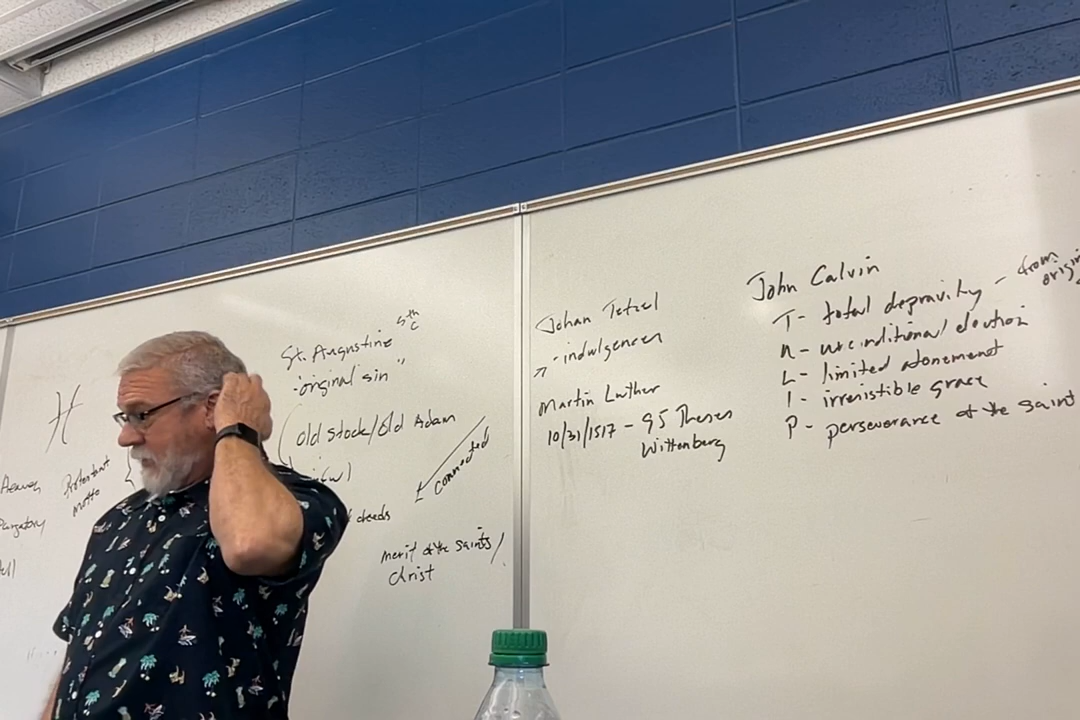 Heaven
Purgatory
Protestant
motto
St. Augustine 5th C
"original sin"
(old stock/old Adam
deeds
connected
merit of the saints/
Christ
Johan Tetzel
- indulgences
Martin Luther
10/31/1517 - 95 Theses
Wittenberg
John Calvin
T- total depravity - from
origin
U- unconditional election
L- limited atonement
I- irresistible grace
P- perseverance of the saint